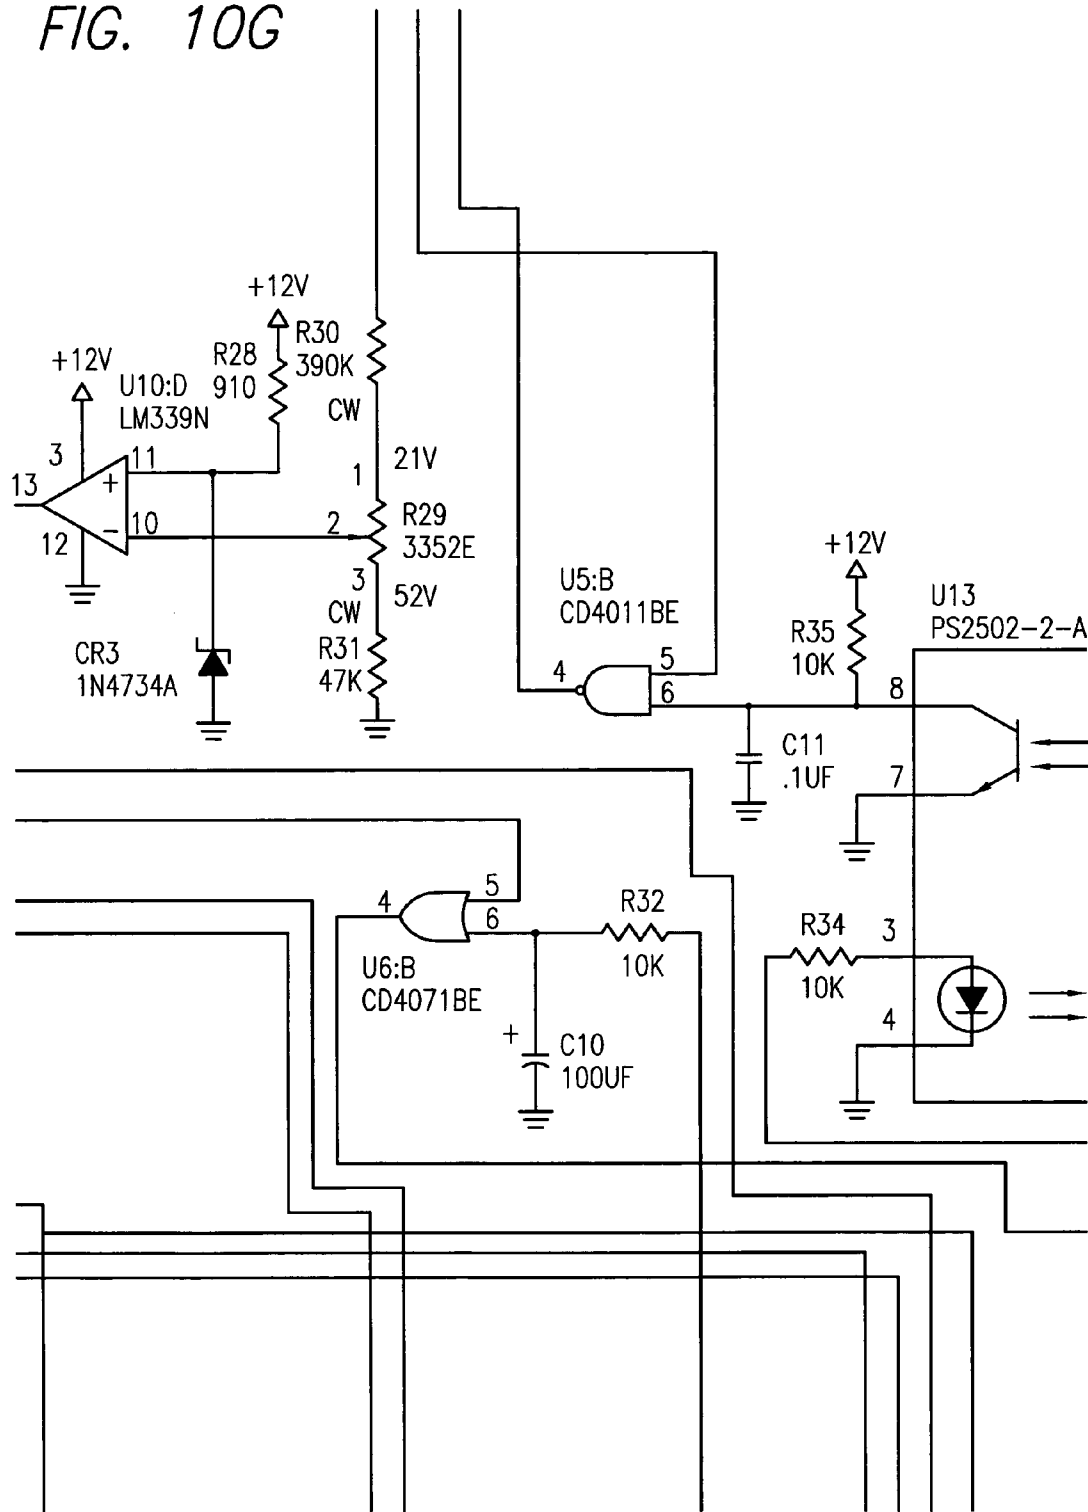 FIG. 10G
+12V
+12V
R28
910
R30
390K
CW
U10:D
LM339N
3
11
13
+
-
10
12
1
21V
2
R29
3352E
3
CW
52V
R31
47K
CR3
1N4734A
U5:B
CD4011BE
4
5
6
+12V
R35
10K
U13
PS2502-2-A
8
7
C11
.1UF
4
5
6
U6:B
CD4071BE
R32
10K
+
C10
100UF
R34
10K
3
4